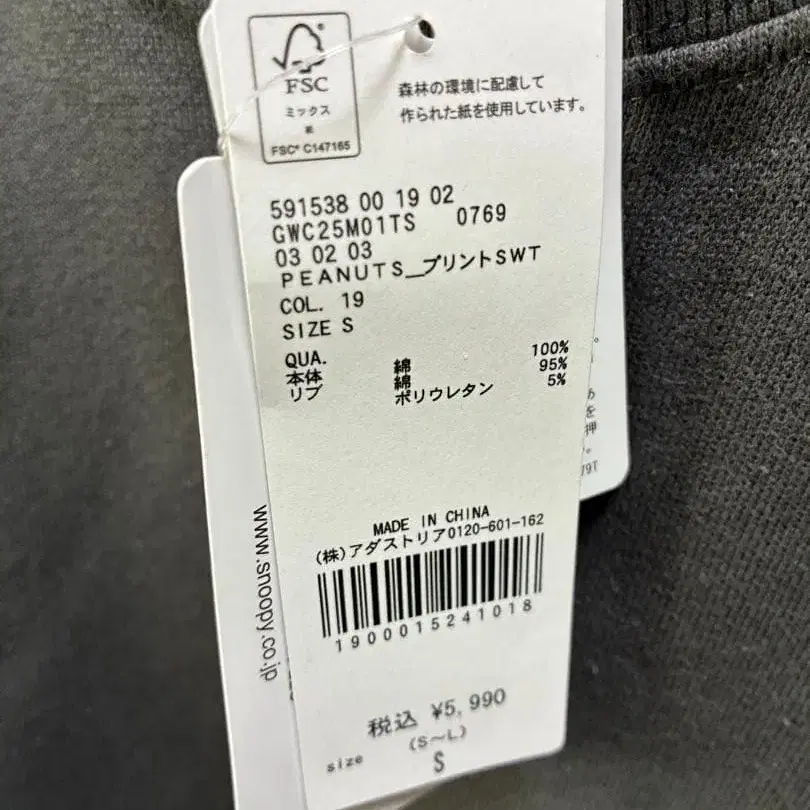 FSC
ミックス
紙
FSC® C147165
森林の環境に配慮して
作られた紙を使用しています。
591538 00 19 02
GWC25M01TS 0769
03 02 03
PEANUTS＿プリントSWT
COL. 19
SIZE S
QUA.
本体 綿 100%
リブ 綿 95%
ポリウレタン 5%
MADE IN CHINA
(株)アダストリア0120-601-162
1900015241018
税込 ¥5,990
(S〜L)
size S
www.snoopy.co.jp
あ
を
押
79T